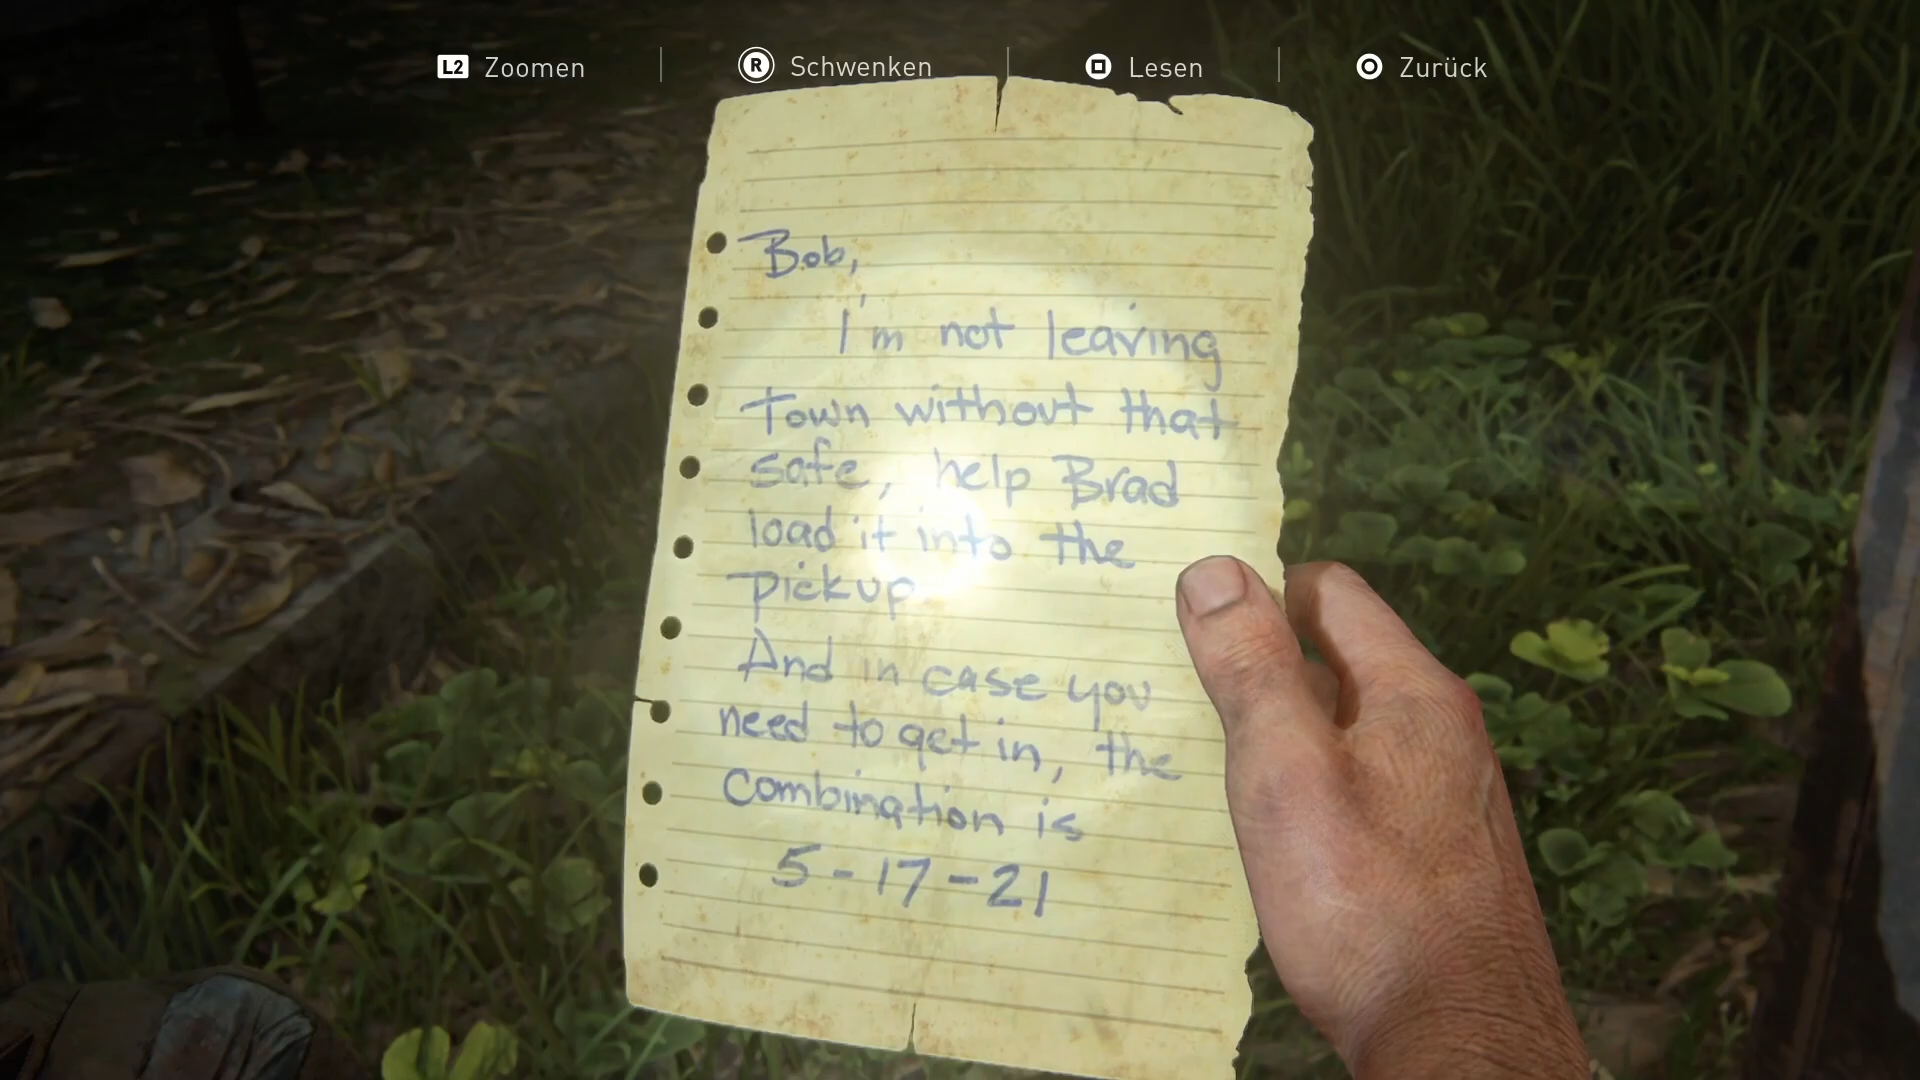 L2 Zoomen R Schwenken Lesen Zurück
Bob,
I'm not leaving
town without that
safe, help Brad
load it into the
pickup
And in case you
need to get in, the
combination is
5-17-21